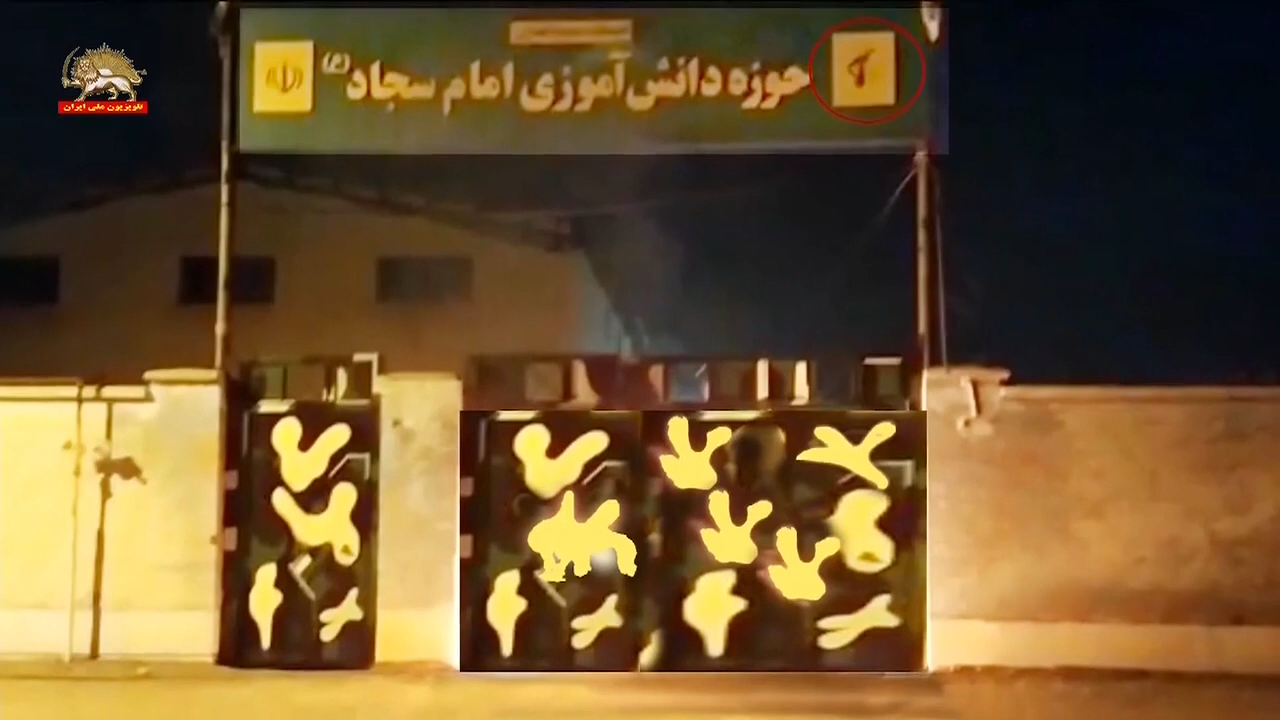 تلویزیون ملی ایران
حوزه دانش‌آموزی امام سجاد (ع)